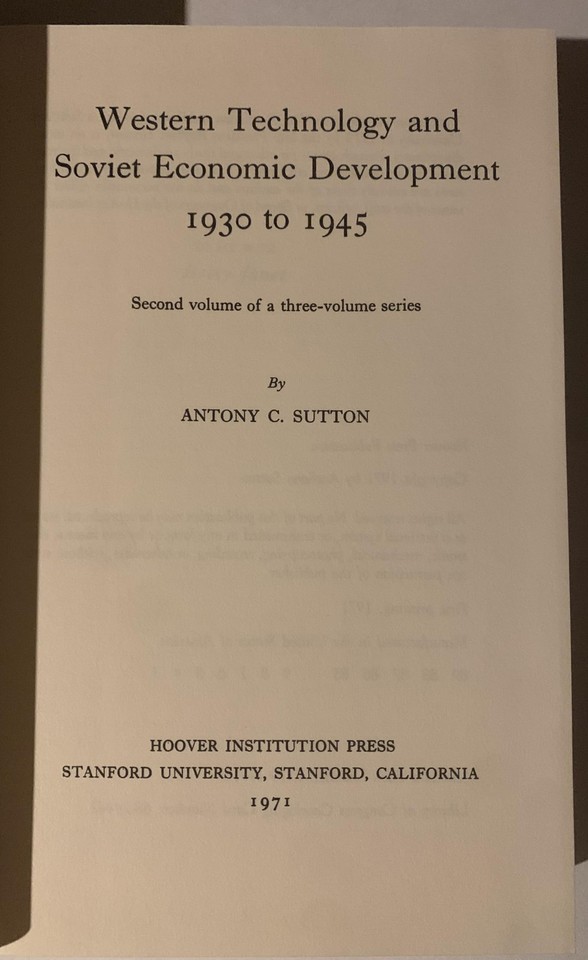 Western Technology and
Soviet Economic Development
1930 to 1945
Second volume of a three-volume series
By
ANTONY C. SUTTON
HOOVER INSTITUTION PRESS
STANFORD UNIVERSITY, STANFORD, CALIFORNIA
1971